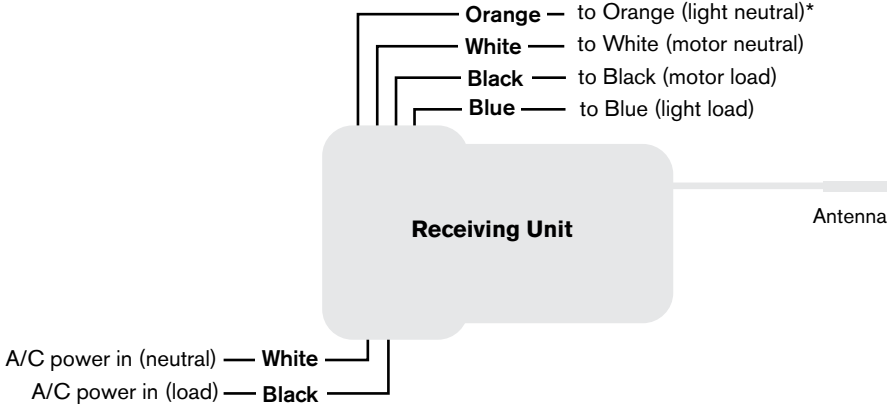 Orange to Orange (light neutral)*
White to White (motor neutral)
Black to Black (motor load)
Blue to Blue (light load)
Antenna
Receiving Unit
A/C power in (neutral) White
A/C power in (load) Black